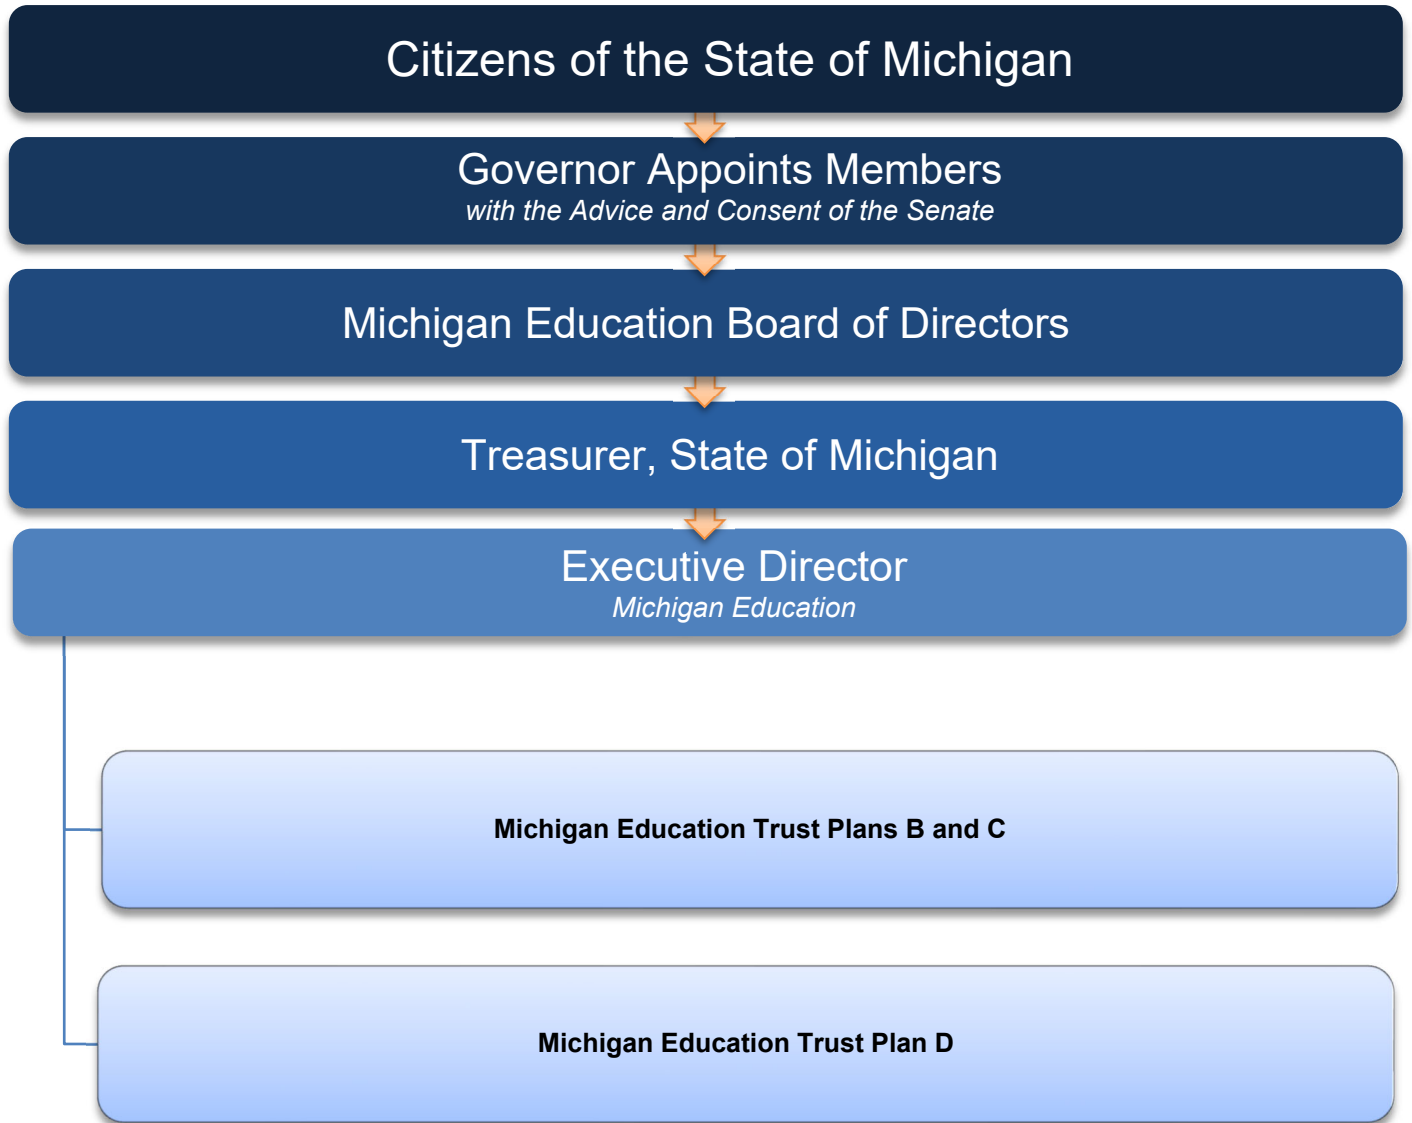 Citizens of the State of Michigan
Governor Appoints Members
with the Advice and Consent of the Senate
Michigan Education Board of Directors
Treasurer, State of Michigan
Executive Director
Michigan Education
Michigan Education Trust Plans B and C
Michigan Education Trust Plan D